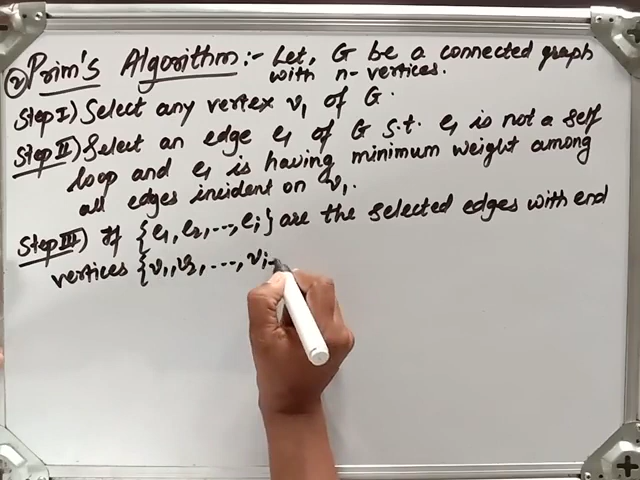 ② Prim's Algorithm :- Let, G be a connected graph
with n-vertices.
Step I) Select any vertex v₁ of G.
Step II) Select an edge e₁ of G s.t. e₁ is not a self
loop and e₁ is having minimum weight among
all edges incident on v₁.
Step III) If {e₁, e₂, ..., eᵢ} are the selected edges with end
vertices {v₁, v₂, ..., vᵢ